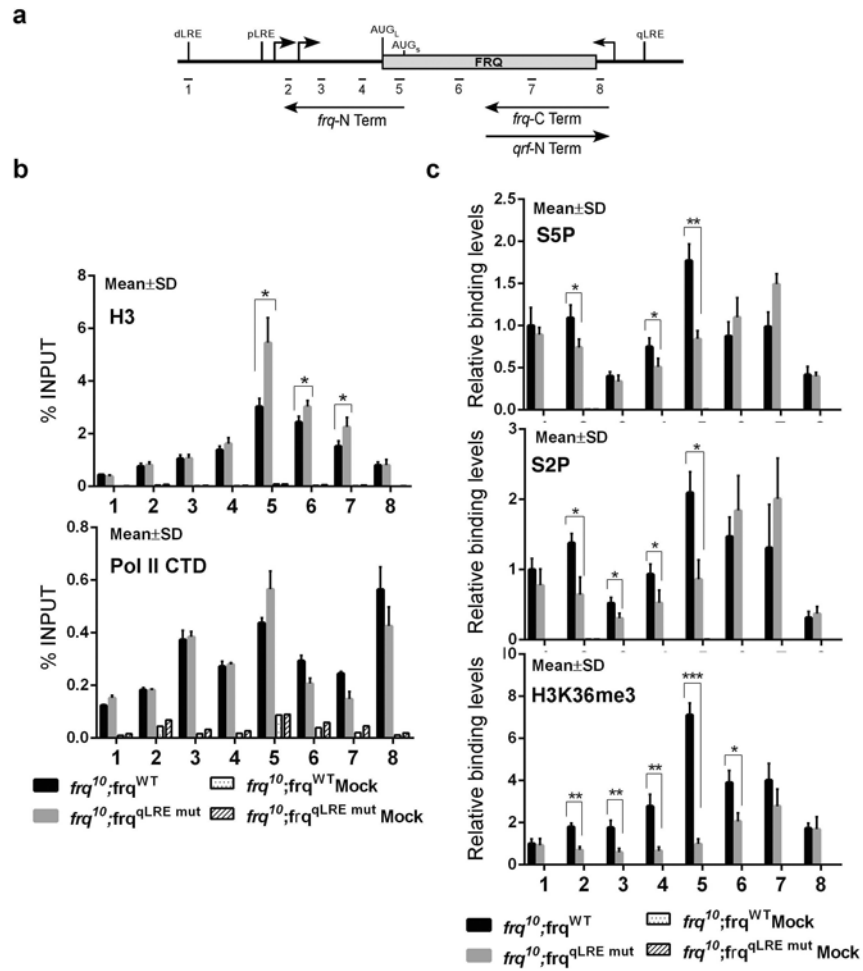 a
dLRE pLRE AUGL AUGs qLRE
FRQ
1 2 3 4 5 6 7 8
frq-N Term frq-C Term
qrf-N Term
b
Mean±SD
H3
% INPUT
8
6
4
2
0
* * *
1 2 3 4 5 6 7 8
Mean±SD
Pol II CTD
% INPUT
0.8
0.6
0.4
0.2
0.0
1 2 3 4 5 6 7 8
frq10;frqWT frq10;frqWT Mock
frq10;frqqLRE mut frq10;frqqLRE mut Mock
c
Mean±SD
S5P
Relative binding levels
2.5
2.0
1.5
1.0
0.5
0.0
* * **
Mean±SD
S2P
Relative binding levels
3
2
1
0
* * * *
Mean±SD
H3K36me3
Relative binding levels
10
8
6
4
2
0
** ** ** *** *
1 2 3 4 5 6 7 8
frq10;frqWT frq10;frqWT Mock
frq10;frqqLRE mut frq10;frqqLRE mut Mock